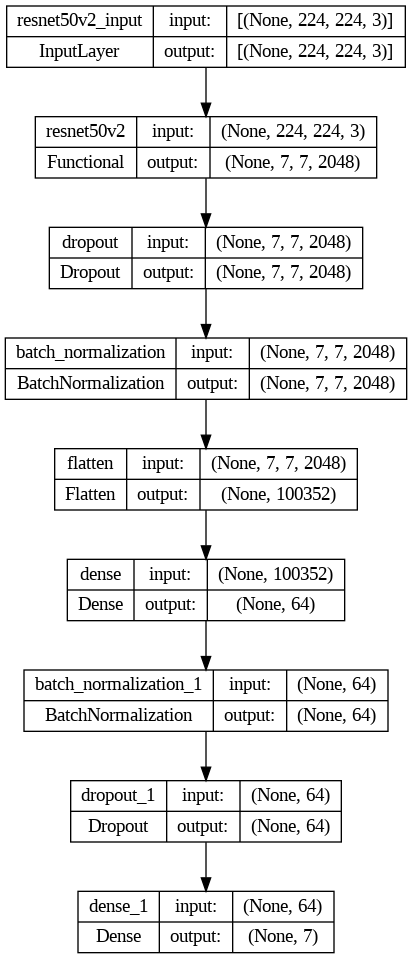 resnet50v2_input input: [(None, 224, 224, 3)]
InputLayer output: [(None, 224, 224, 3)]
resnet50v2 input: (None, 224, 224, 3)
Functional output: (None, 7, 7, 2048)
dropout input: (None, 7, 7, 2048)
Dropout output: (None, 7, 7, 2048)
batch_normalization input: (None, 7, 7, 2048)
BatchNormalization output: (None, 7, 7, 2048)
flatten input: (None, 7, 7, 2048)
Flatten output: (None, 100352)
dense input: (None, 100352)
Dense output: (None, 64)
batch_normalization_1 input: (None, 64)
BatchNormalization output: (None, 64)
dropout_1 input: (None, 64)
Dropout output: (None, 64)
dense_1 input: (None, 64)
Dense output: (None, 7)